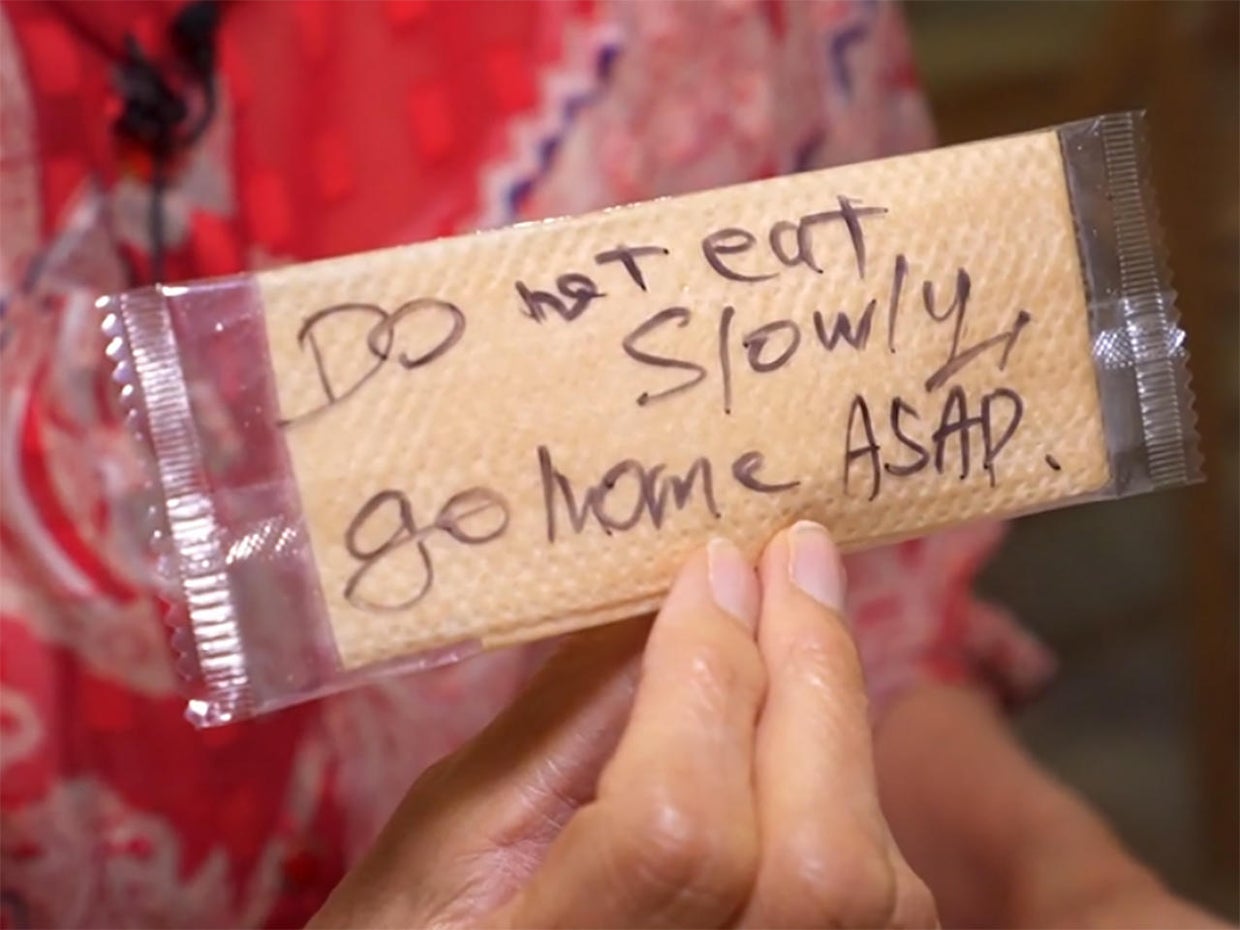 Do not eat
slowly,
go home ASAP.